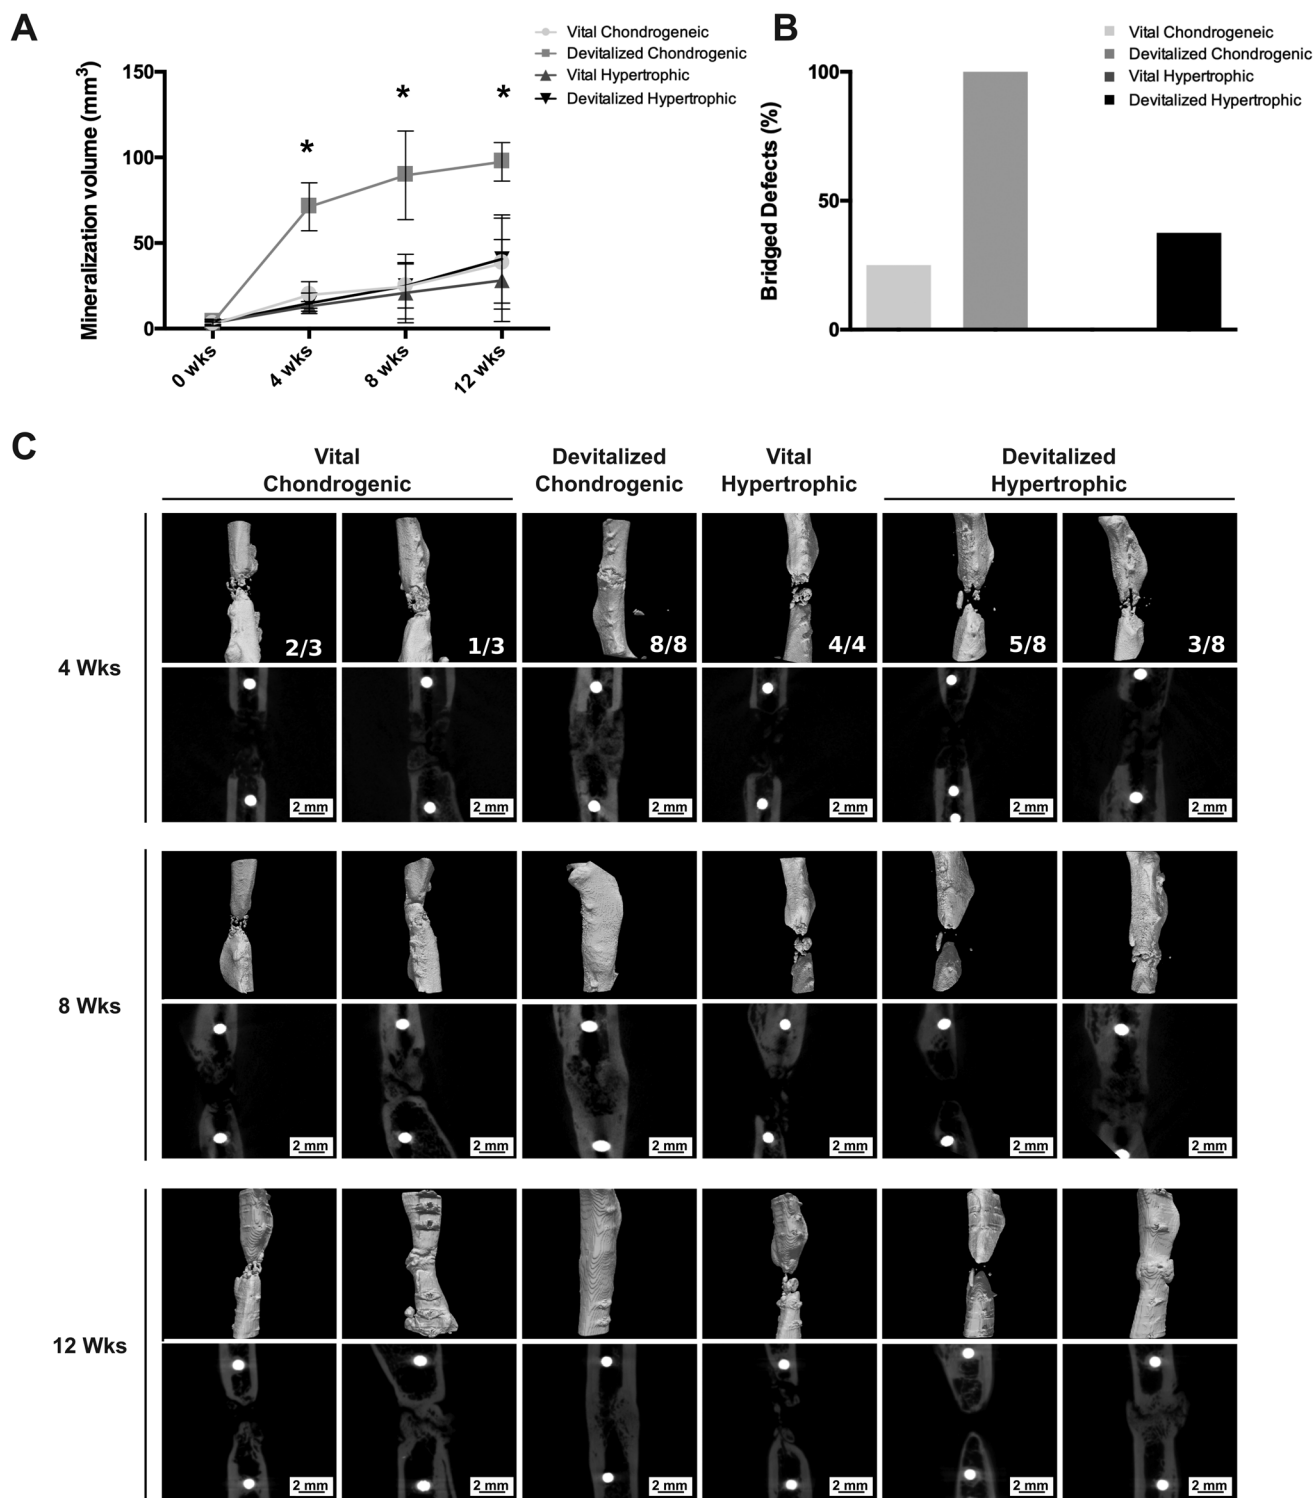 A
Vital Chondrogeneic
Devitalized Chondrogenic
Vital Hypertrophic
Devitalized Hypertrophic
Mineralization volume (mm³)
150
100
50
0
*
*
*
0 wks
4 wks
8 wks
12 wks
B
Vital Chondrogeneic
Devitalized Chondrogenic
Vital Hypertrophic
Devitalized Hypertrophic
Bridged Defects (%)
100
50
0
C
Vital
Chondrogenic
Devitalized
Chondrogenic
Vital
Hypertrophic
Devitalized
Hypertrophic
4 Wks
2/3
1/3
8/8
4/4
5/8
3/8
2 mm
2 mm
2 mm
2 mm
2 mm
2 mm
8 Wks
2 mm
2 mm
2 mm
2 mm
2 mm
2 mm
12 Wks
2 mm
2 mm
2 mm
2 mm
2 mm
2 mm